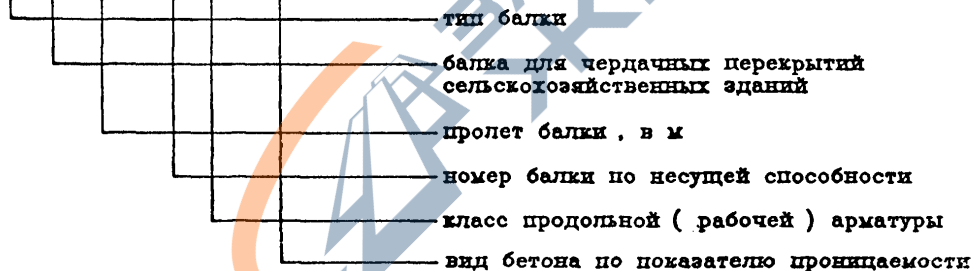 тип балки
балка для чердачных перекрытий
сельскохозяйственных зданий
пролет балки , в м
номер балки по несущей способности
класс продольной ( рабочей ) арматуры
вид бетона по показателю проницаемости